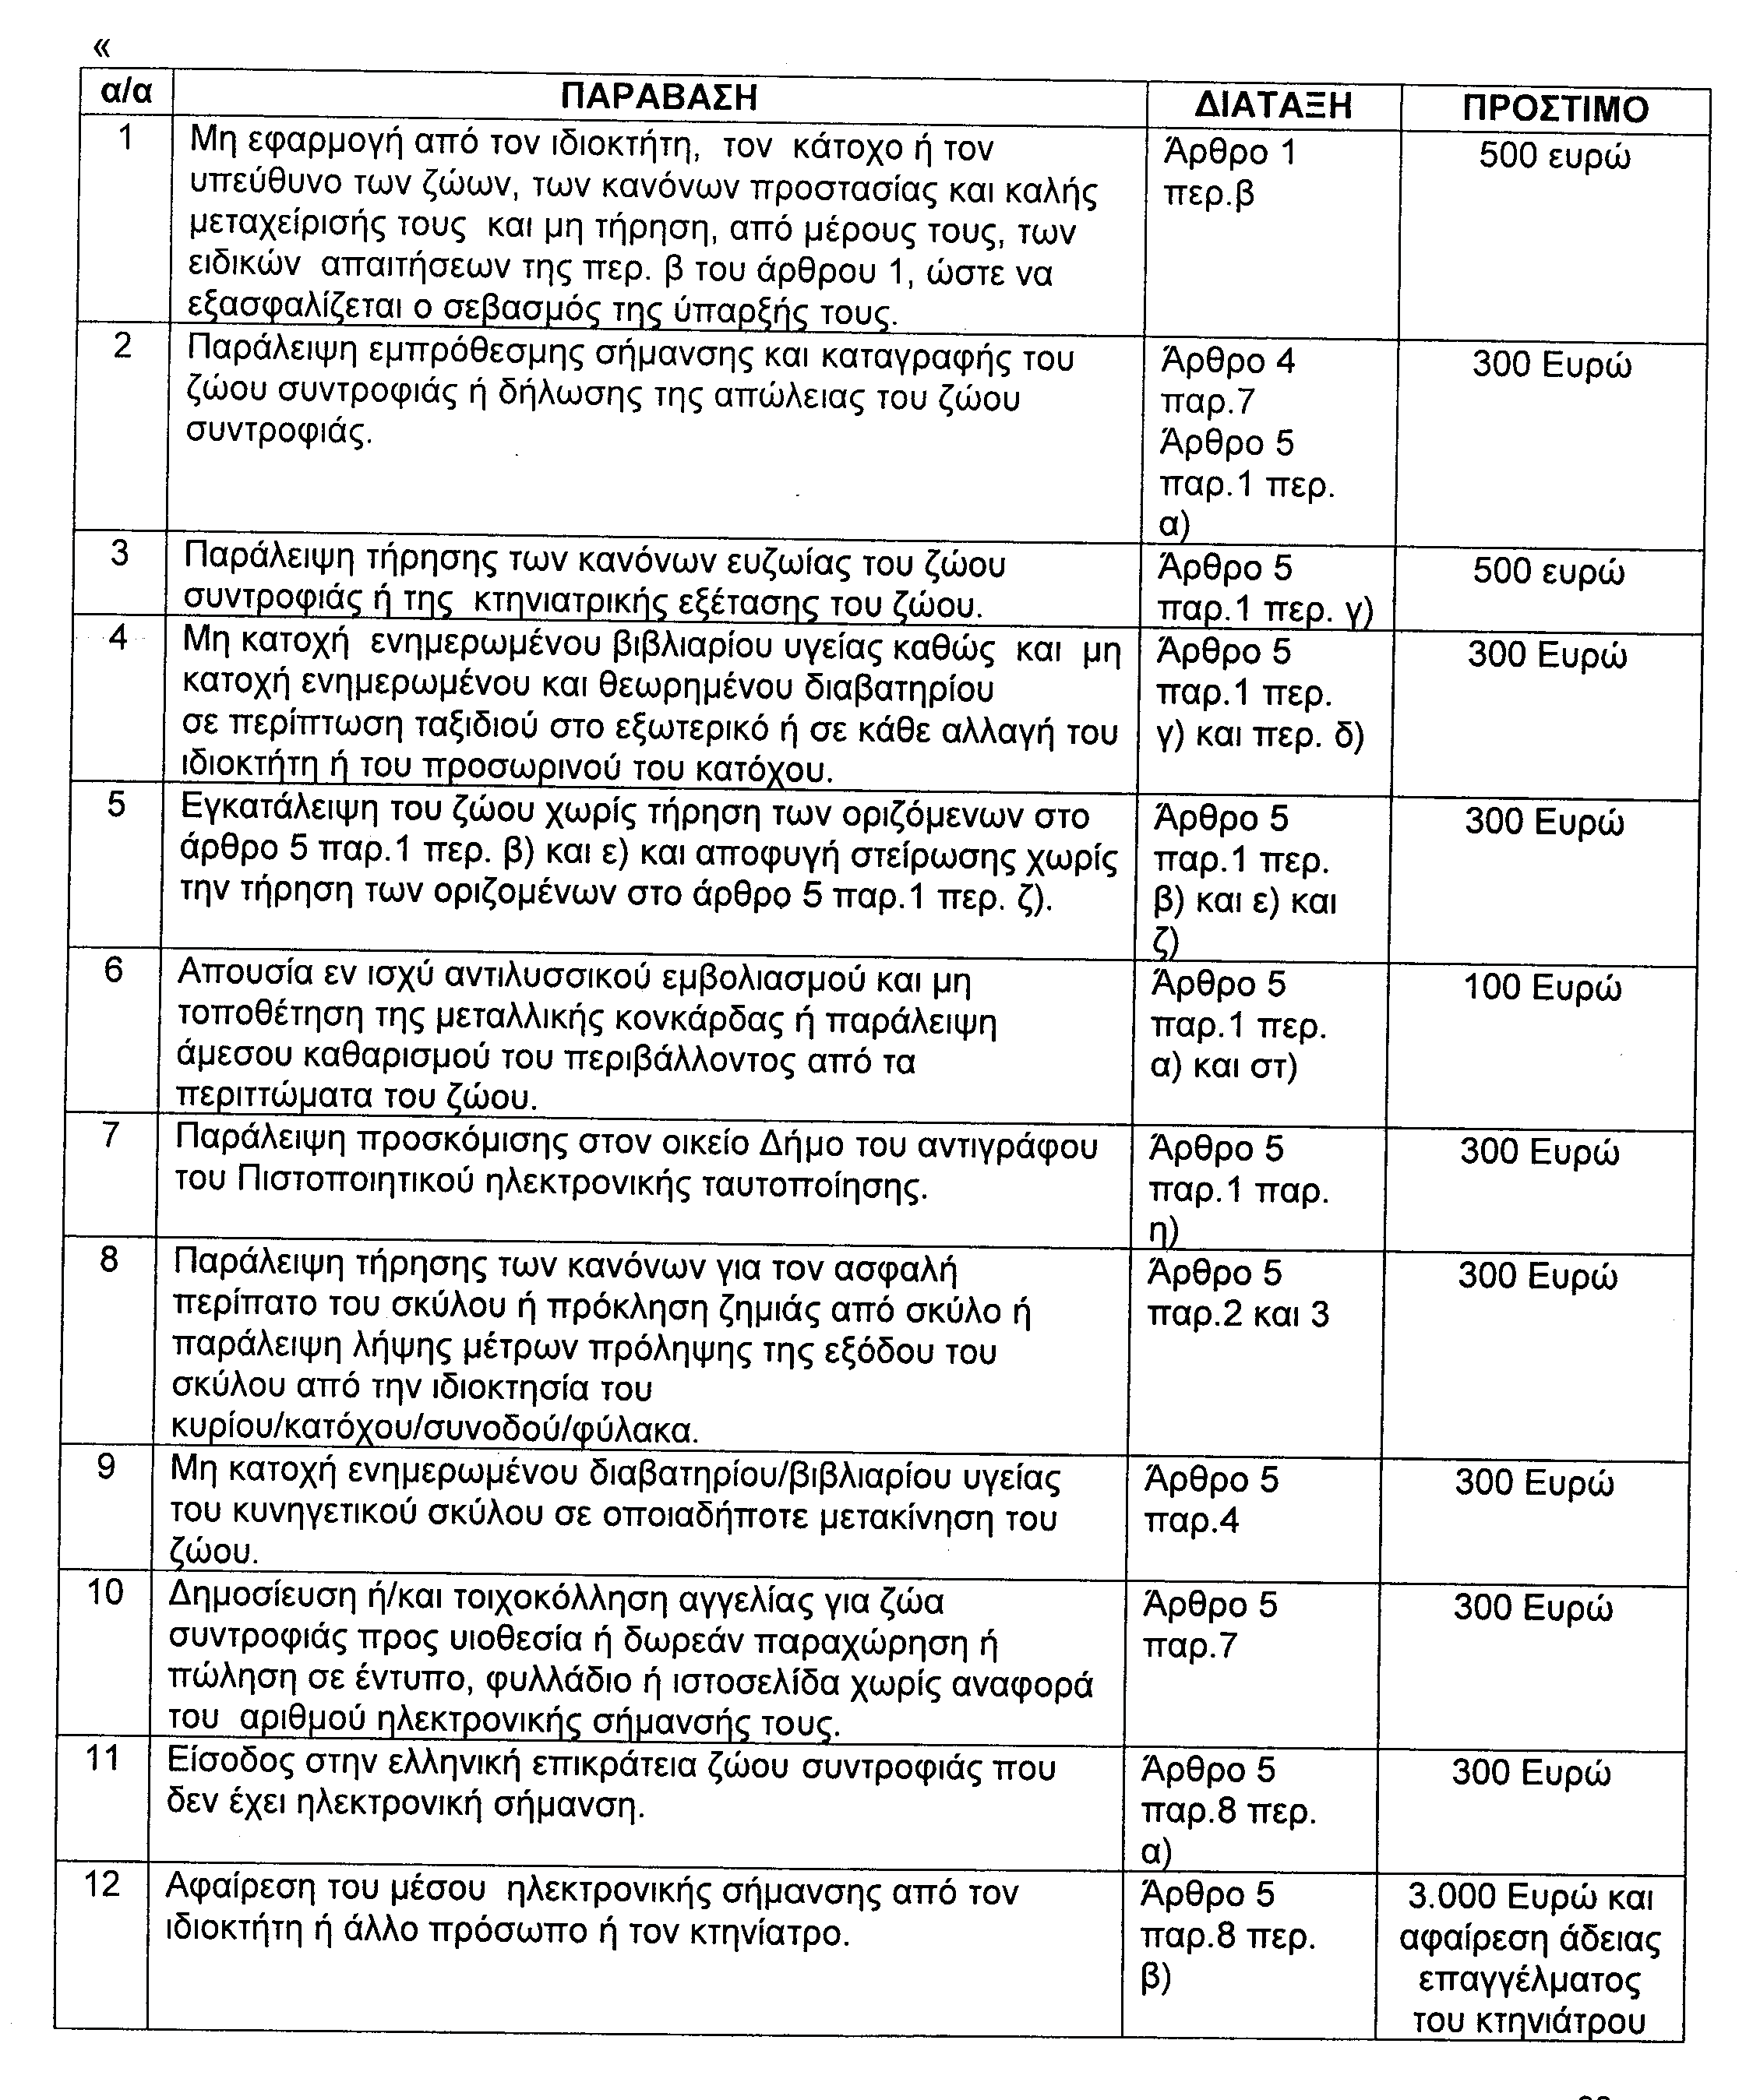 «
α/α ΠΑΡΑΒΑΣΗ ΔΙΑΤΑΞΗ ΠΡΟΣΤΙΜΟ
1 Μη εφαρμογή από τον ιδιοκτήτη, τον κάτοχο ή τον Άρθρο 1 500 ευρώ
υπεύθυνο των ζώων, των κανόνων προστασίας και καλής περ.β
μεταχείρισής τους και μη τήρηση, από μέρους τους, των
ειδικών απαιτήσεων της περ. β του άρθρου 1, ώστε να
εξασφαλίζεται ο σεβασμός της ύπαρξής τους.
2 Παράλειψη εμπρόθεσμης σήμανσης και καταγραφής του Άρθρο 4 300 Ευρώ
ζώου συντροφιάς ή δήλωσης της απώλειας του ζώου παρ.7
συντροφιάς. Άρθρο 5
παρ.1 περ.
α)
3 Παράλειψη τήρησης των κανόνων ευζωίας του ζώου Άρθρο 5 500 ευρώ
συντροφιάς ή της κτηνιατρικής εξέτασης του ζώου. παρ.1 περ. γ)
4 Μη κατοχή ενημερωμένου βιβλιαρίου υγείας καθώς και μη Άρθρο 5 300 Ευρώ
κατοχή ενημερωμένου και θεωρημένου διαβατηρίου παρ.1 περ.
σε περίπτωση ταξιδιού στο εξωτερικό ή σε κάθε αλλαγή του γ) και περ. δ)
ιδιοκτήτη ή του προσωρινού του κατόχου.
5 Εγκατάλειψη του ζώου χωρίς τήρηση των οριζόμενων στο Άρθρο 5 300 Ευρώ
άρθρο 5 παρ.1 περ. β) και ε) και αποφυγή στείρωσης χωρίς παρ.1 περ.
την τήρηση των οριζομένων στο άρθρο 5 παρ.1 περ. ζ). β) και ε) και
ζ)
6 Απουσία εν ισχύ αντιλυσσικού εμβολιασμού και μη Άρθρο 5 100 Ευρώ
τοποθέτηση της μεταλλικής κονκάρδας ή παράλειψη παρ.1 περ.
άμεσου καθαρισμού του περιβάλλοντος από τα α) και στ)
περιττώματα του ζώου.
7 Παράλειψη προσκόμισης στον οικείο Δήμο του αντιγράφου Άρθρο 5 300 Ευρώ
του Πιστοποιητικού ηλεκτρονικής ταυτοποίησης. παρ.1 παρ.
η)
8 Παράλειψη τήρησης των κανόνων για τον ασφαλή Άρθρο 5 300 Ευρώ
περίπατο του σκύλου ή πρόκληση ζημιάς από σκύλο ή παρ.2 και 3
παράλειψη λήψης μέτρων πρόληψης της εξόδου του
σκύλου από την ιδιοκτησία του
κυρίου/κατόχου/συνοδού/φύλακα.
9 Μη κατοχή ενημερωμένου διαβατηρίου/βιβλιαρίου υγείας Άρθρο 5 300 Ευρώ
του κυνηγετικού σκύλου σε οποιαδήποτε μετακίνηση του παρ.4
ζώου.
10 Δημοσίευση ή/και τοιχοκόλληση αγγελίας για ζώα Άρθρο 5 300 Ευρώ
συντροφιάς προς υιοθεσία ή δωρεάν παραχώρηση ή παρ.7
πώληση σε έντυπο, φυλλάδιο ή ιστοσελίδα χωρίς αναφορά
του αριθμού ηλεκτρονικής σήμανσής τους.
11 Είσοδος στην ελληνική επικράτεια ζώου συντροφιάς που Άρθρο 5 300 Ευρώ
δεν έχει ηλεκτρονική σήμανση. παρ.8 περ.
α)
12 Αφαίρεση του μέσου ηλεκτρονικής σήμανσης από τον Άρθρο 5 3.000 Ευρώ και
ιδιοκτήτη ή άλλο πρόσωπο ή τον κτηνίατρο. παρ.8 περ. αφαίρεση άδειας
β) επαγγέλματος
του κτηνιάτρου